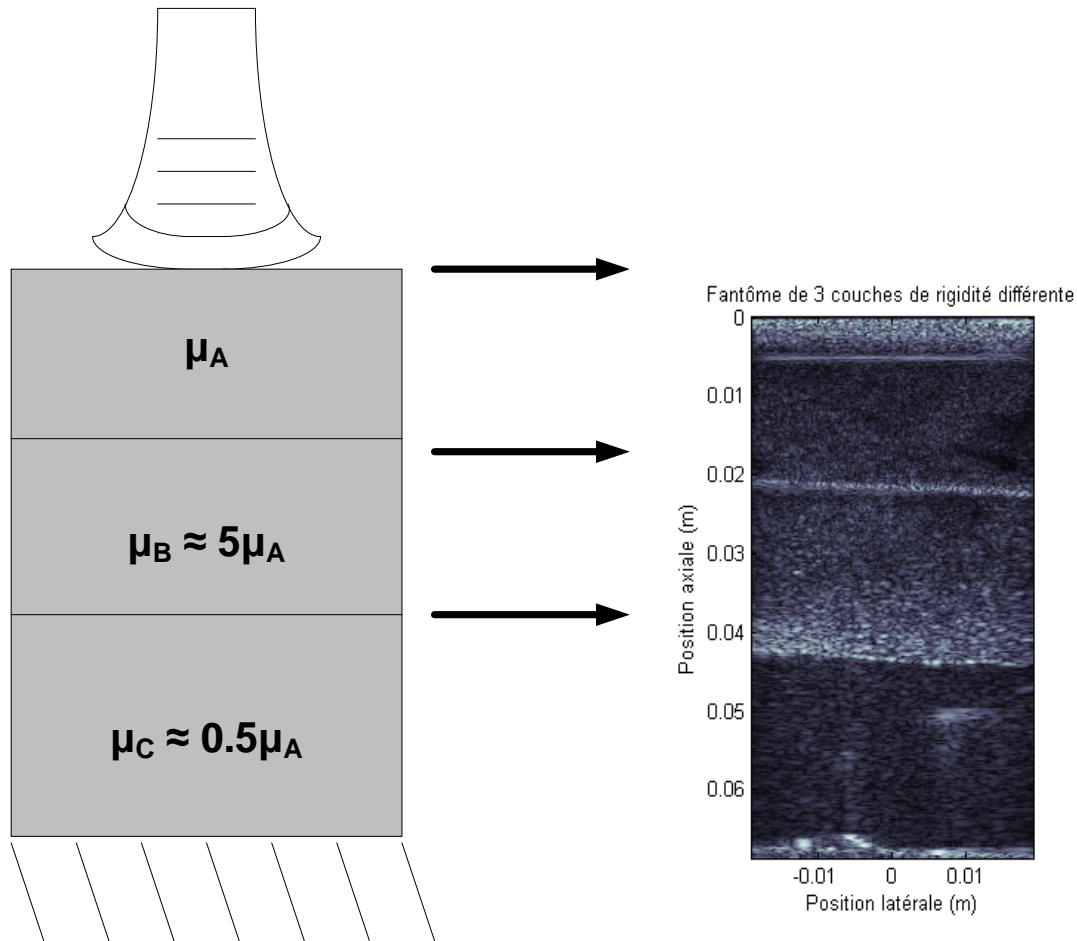 μA
μB ≈ 5μA
μC ≈ 0.5μA
Fantôme de 3 couches de rigidité différente
0
0.01
0.02
0.03
0.04
0.05
0.06
Position axiale (m)
-0.01 0 0.01
Position latérale (m)